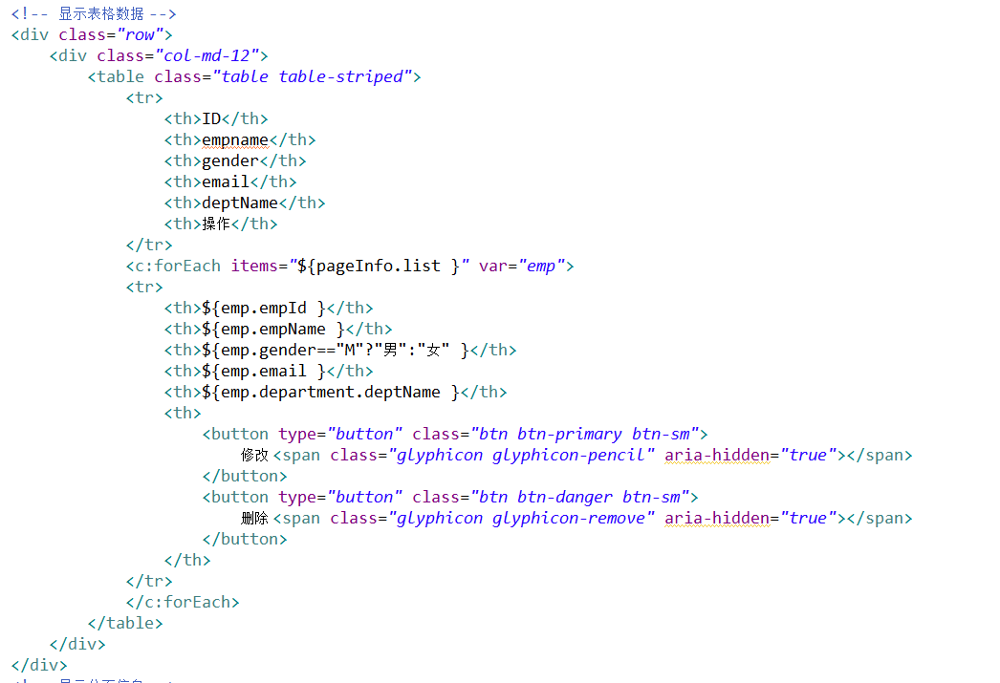 <!-- 显示表格数据 -->
<div class="row">
<div class="col-md-12">
<table class="table table-striped">
<tr>
<th>ID</th>
<th>empname</th>
<th>gender</th>
<th>email</th>
<th>deptName</th>
<th>操作</th>
</tr>
<c:forEach items="${pageInfo.list }" var="emp">
<tr>
<th>${emp.empId }</th>
<th>${emp.empName }</th>
<th>${emp.gender=="M"?"男":"女" }</th>
<th>${emp.email }</th>
<th>${emp.department.deptName }</th>
<th>
<button type="button" class="btn btn-primary btn-sm">
修改<span class="glyphicon glyphicon-pencil" aria-hidden="true"></span>
</button>
<button type="button" class="btn btn-danger btn-sm">
删除<span class="glyphicon glyphicon-remove" aria-hidden="true"></span>
</button>
</th>
</tr>
</c:forEach>
</table>
</div>
</div>